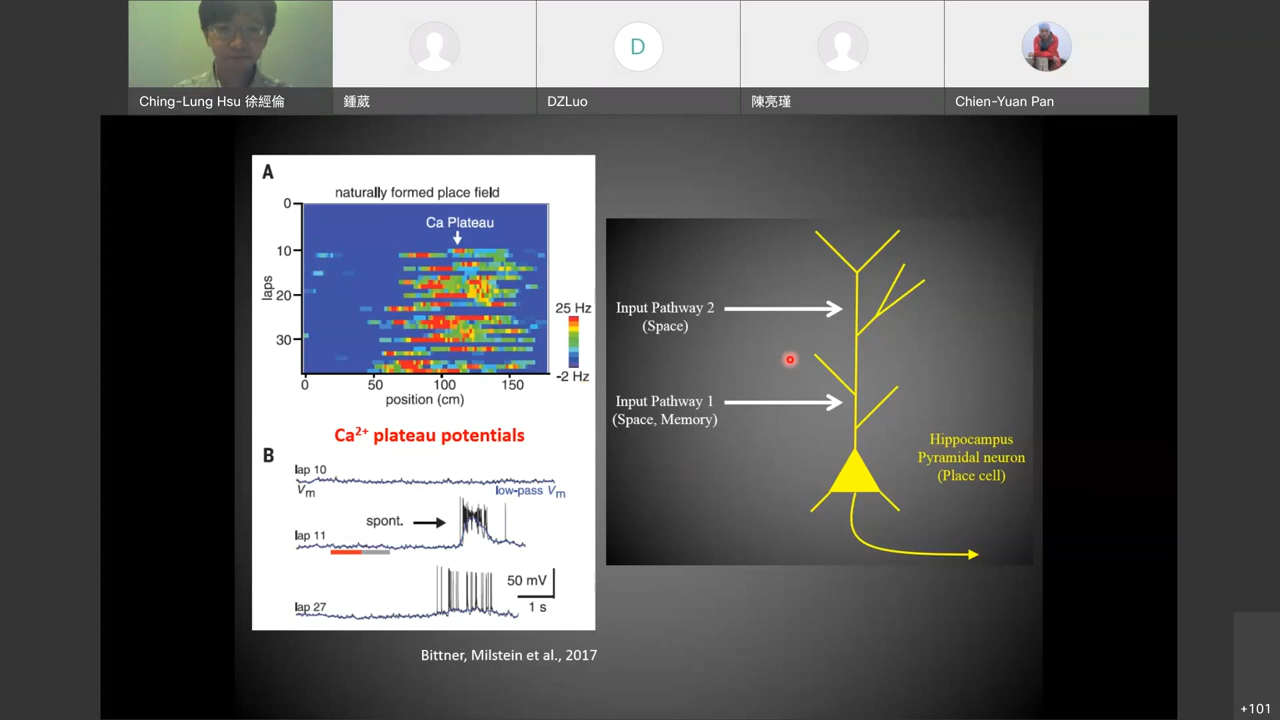 Ching-Lung Hsu 徐經倫
鍾葳
D
DZLuo
陳亮瑾
Chien-Yuan Pan
A
naturally formed place field
Ca Plateau
0
10
20
30
laps
0
50
100
150
position (cm)
25 Hz
-2 Hz
Ca²⁺ plateau potentials
B
lap 10
Vm
low-pass Vm
spont.
lap 11
lap 27
50 mV
1 s
Bittner, Milstein et al., 2017
Input Pathway 2
(Space)
Input Pathway 1
(Space, Memory)
Hippocampus
Pyramidal neuron
(Place cell)
+101